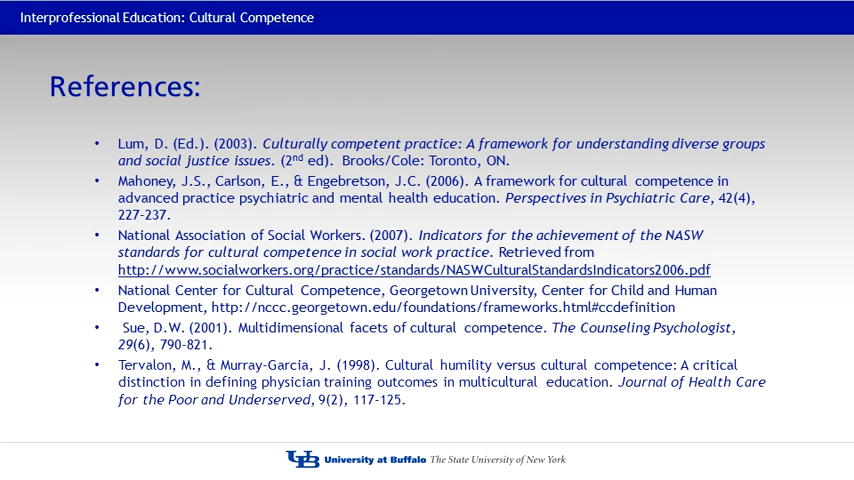 Interprofessional Education: Cultural Competence
References:
• Lum, D. (Ed.). (2003). Culturally competent practice: A framework for understanding diverse groups
and social justice issues. (2nd ed). Brooks/Cole: Toronto, ON.
• Mahoney, J.S., Carlson, E., & Engebretson, J.C. (2006). A framework for cultural competence in
advanced practice psychiatric and mental health education. Perspectives in Psychiatric Care, 42(4),
227-237.
• National Association of Social Workers. (2007). Indicators for the achievement of the NASW
standards for cultural competence in social work practice. Retrieved from
http://www.socialworkers.org/practice/standards/NASWCulturalStandardsIndicators2006.pdf
• National Center for Cultural Competence, Georgetown University, Center for Child and Human
Development, http://nccc.georgetown.edu/foundations/frameworks.html#ccdefinition
• Sue, D.W. (2001). Multidimensional facets of cultural competence. The Counseling Psychologist,
29(6), 790-821.
• Tervalon, M., & Murray-Garcia, J. (1998). Cultural humility versus cultural competence: A critical
distinction in defining physician training outcomes in multicultural education. Journal of Health Care
for the Poor and Underserved, 9(2), 117-125.
UB University at Buffalo The State University of New York